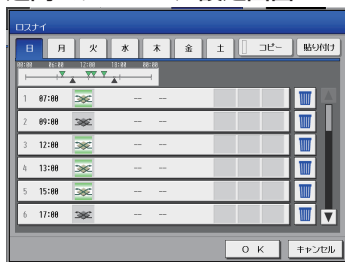 ロスナイ
日 月 火 水 木 金 土 コピー 貼り付け
00:00 06:00 12:00 18:00 00:00
1 07:00 -- --
2 09:00 -- --
3 12:00 -- --
4 13:00 -- --
5 15:00 -- --
6 17:00 -- --
ＯＫ キャンセル